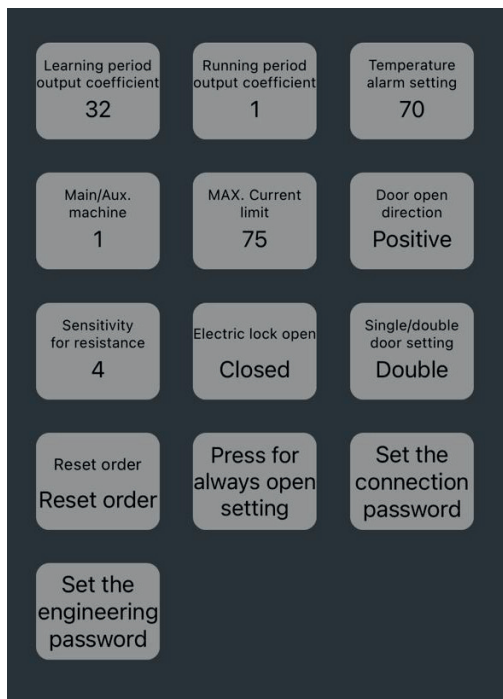 Learning period
output coefficient
32
Running period
output coefficient
1
Temperature
alarm setting
70
Main/Aux.
machine
1
MAX. Current
limit
75
Door open
direction
Positive
Sensitivity
for resistance
4
Electric lock open
Closed
Single/double
door setting
Double
Reset order
Reset order
Press for
always open
setting
Set the
connection
password
Set the
engineering
password